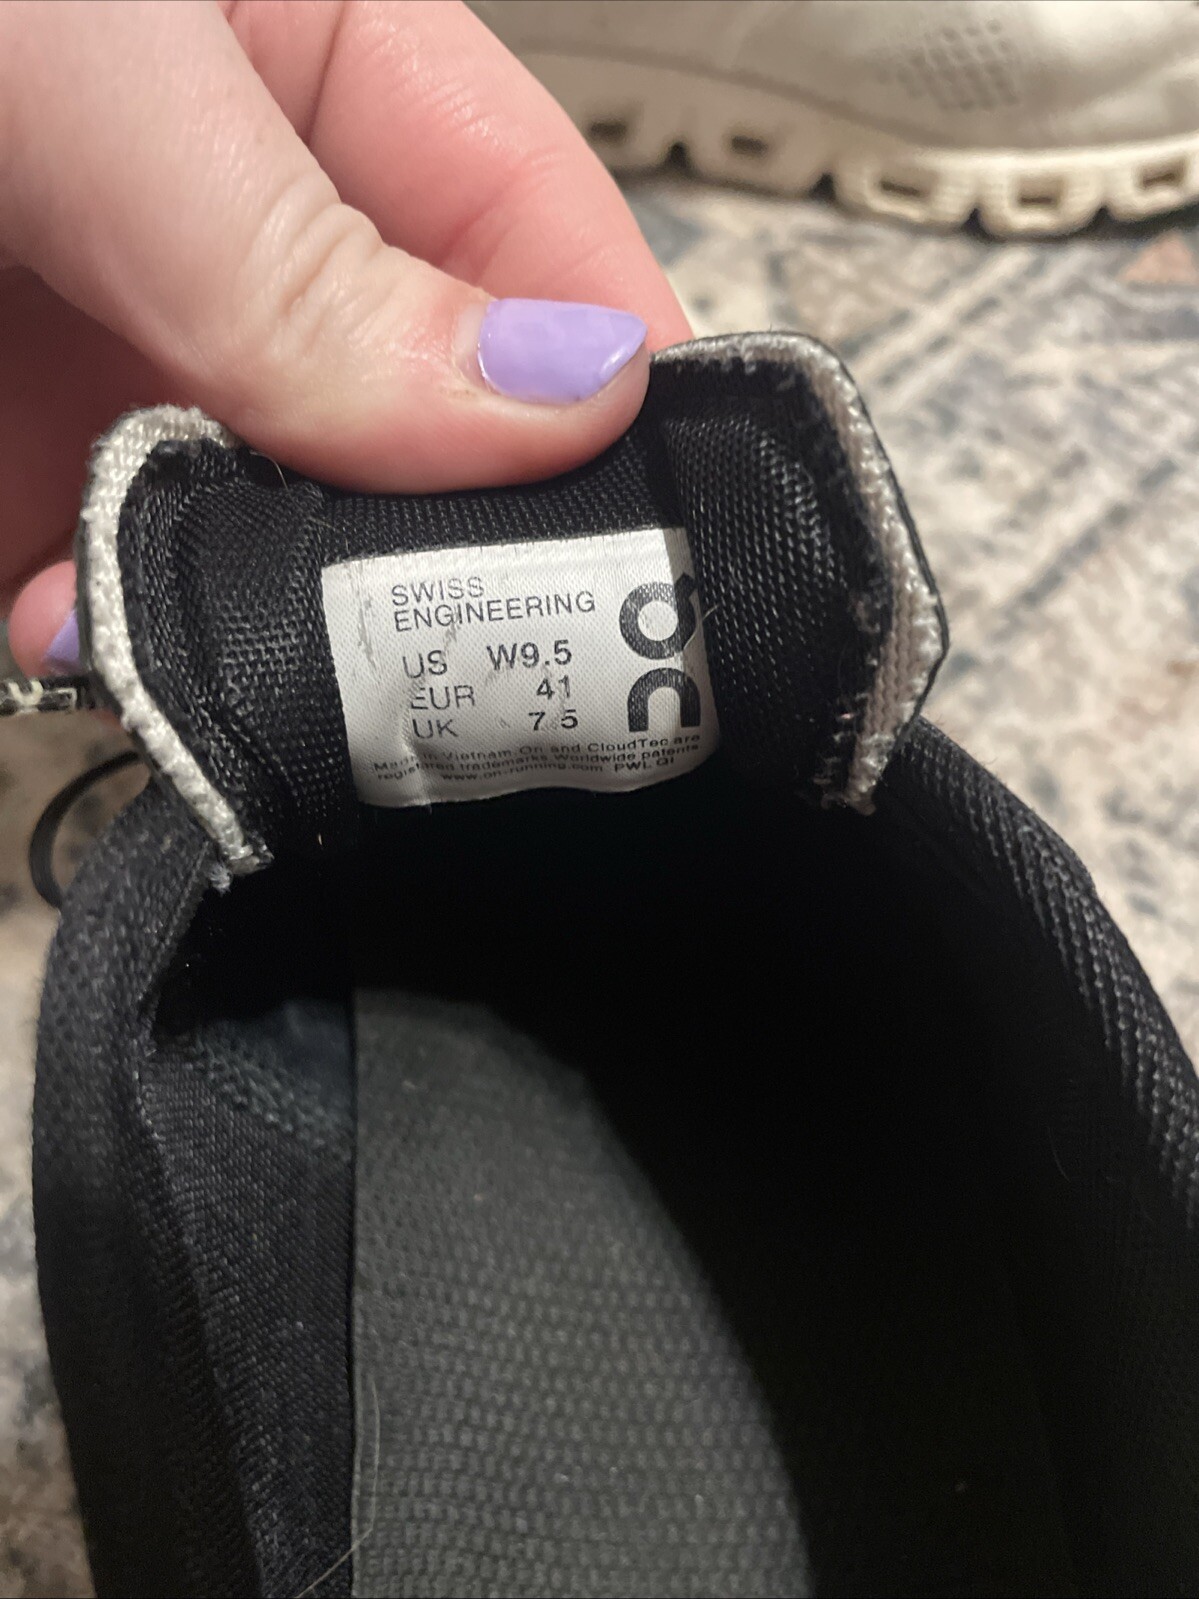 SWISS
ENGINEERING
US W9.5
EUR 41
UK 7.5
Made in Vietnam. On and CloudTec are
registered trademarks Worldwide patents
www.on-running.com PWL QI
On